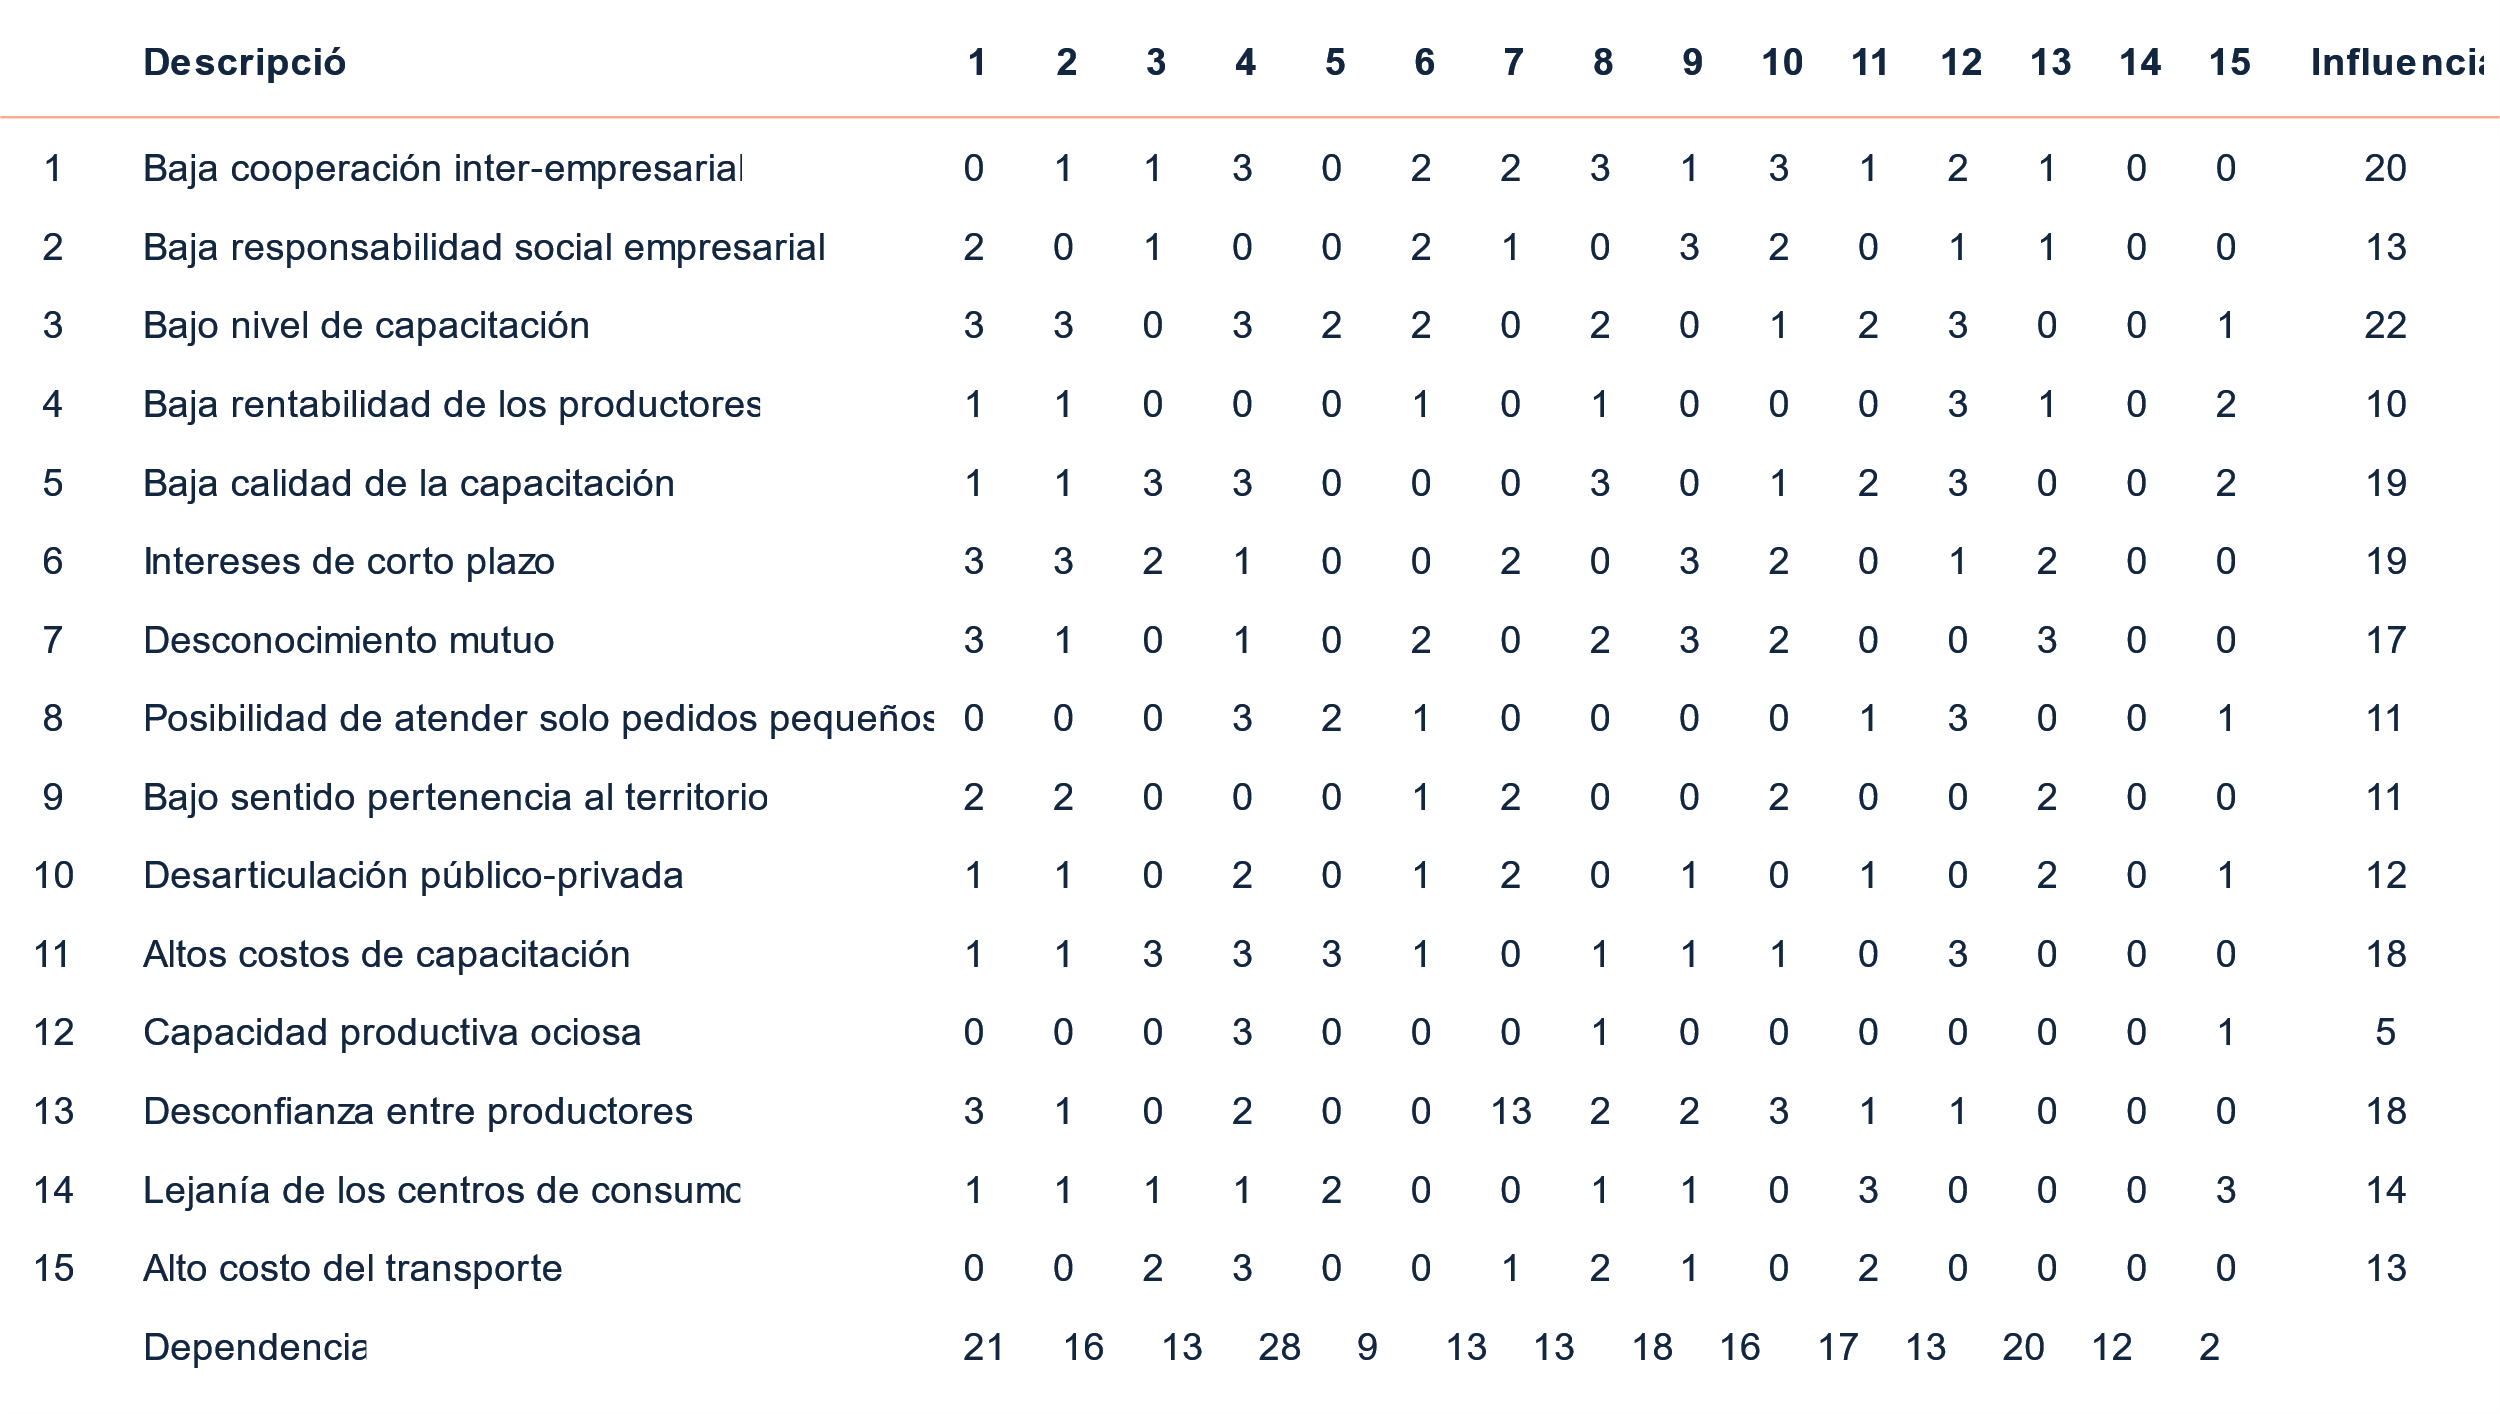 Descripció 1 2 3 4 5 6 7 8 9 10 11 12 13 14 15 Influencia
1 Baja cooperación inter-empresarial 0 1 1 3 0 2 2 3 1 3 1 2 1 0 0 20
2 Baja responsabilidad social empresarial 2 0 1 0 0 2 1 0 3 2 0 1 1 0 0 13
3 Bajo nivel de capacitación 3 3 0 3 2 2 0 2 0 1 2 3 0 0 1 22
4 Baja rentabilidad de los productores 1 1 0 0 0 1 0 1 0 0 0 3 1 0 2 10
5 Baja calidad de la capacitación 1 1 3 3 0 0 0 3 0 1 2 3 0 0 2 19
6 Intereses de corto plazo 3 3 2 1 0 0 2 0 3 2 0 1 2 0 0 19
7 Desconocimiento mutuo 3 1 0 1 0 2 0 2 3 2 0 0 3 0 0 17
8 Posibilidad de atender solo pedidos pequeños 0 0 0 3 2 1 0 0 0 0 1 3 0 0 1 11
9 Bajo sentido pertenencia al territorio 2 2 0 0 0 1 2 0 0 2 0 0 2 0 0 11
10 Desarticulación público-privada 1 1 0 2 0 1 2 0 1 0 1 0 2 0 1 12
11 Altos costos de capacitación 1 1 3 3 3 1 0 1 1 1 0 3 0 0 0 18
12 Capacidad productiva ociosa 0 0 0 3 0 0 0 1 0 0 0 0 0 0 1 5
13 Desconfianza entre productores 3 1 0 2 0 0 13 2 2 3 1 1 0 0 0 18
14 Lejanía de los centros de consumo 1 1 1 1 2 0 0 1 1 0 3 0 0 0 3 14
15 Alto costo del transporte 0 0 2 3 0 0 1 2 1 0 2 0 0 0 0 13
Dependencia 21 16 13 28 9 13 13 18 16 17 13 20 12 2